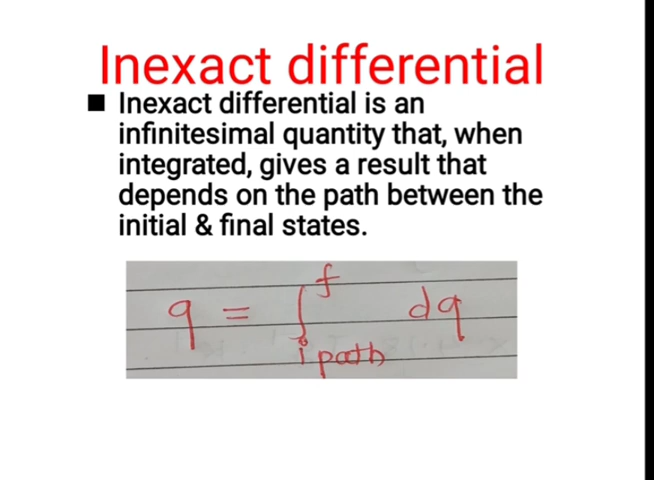 Inexact differential
■ Inexact differential is an
infinitesimal quantity that, when
integrated, gives a result that
depends on the path between the
initial & final states.
q = ∫ᵢ path^f dq